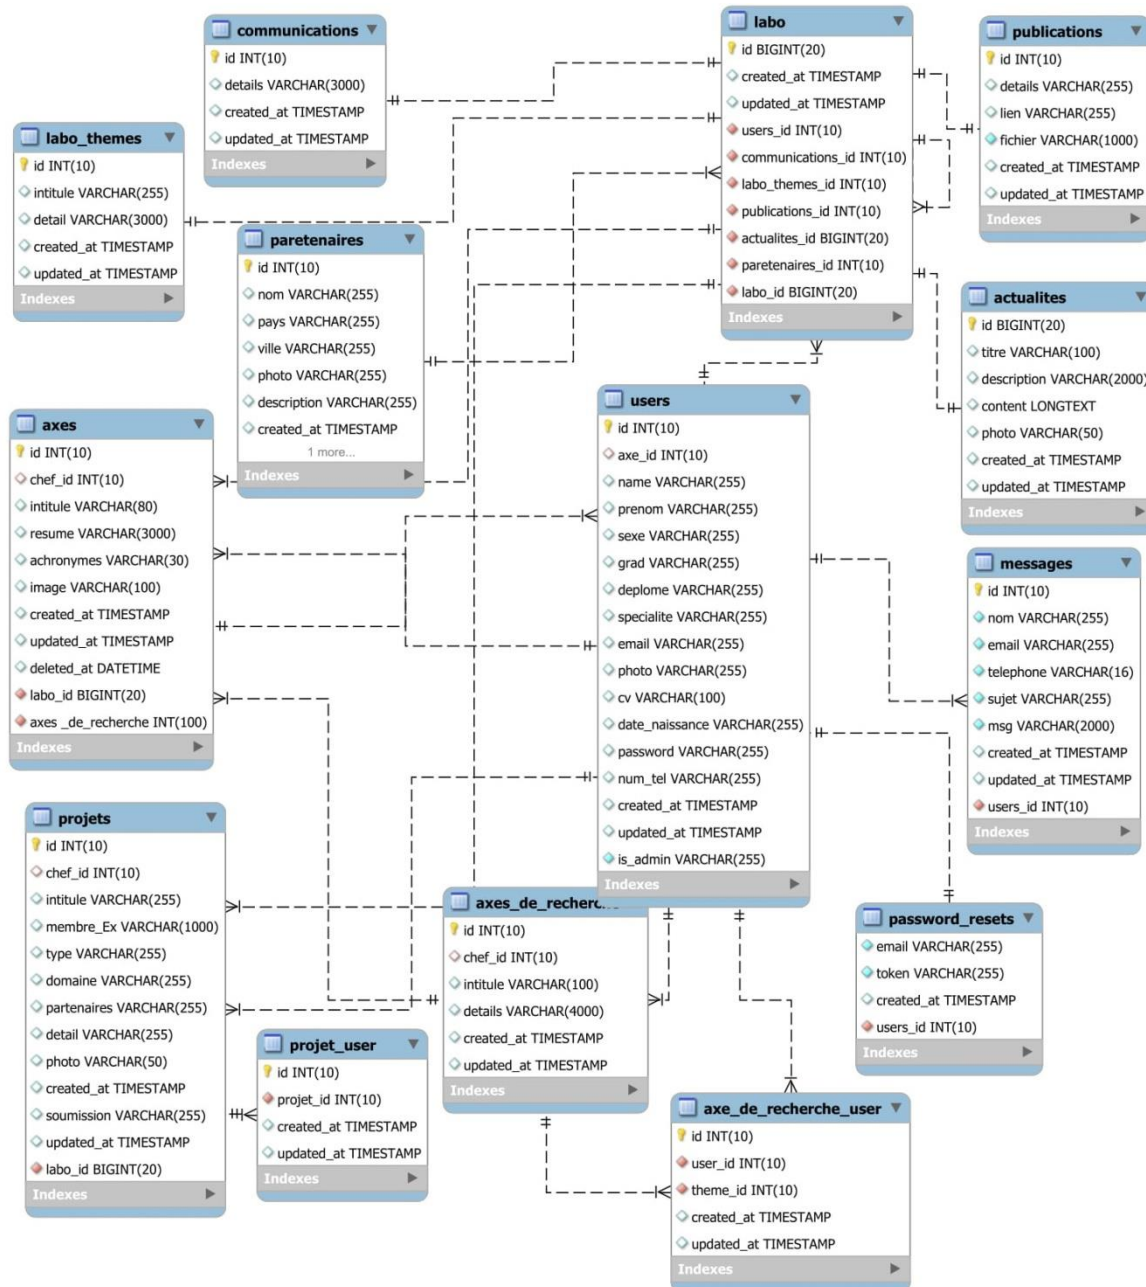 communications
id INT(10)
details VARCHAR(3000)
created_at TIMESTAMP
updated_at TIMESTAMP
Indexes
labo
id BIGINT(20)
created_at TIMESTAMP
updated_at TIMESTAMP
users_id INT(10)
communications_id INT(10)
labo_themes_id INT(10)
publications_id INT(10)
actualites_id BIGINT(20)
paretenaires_id INT(10)
labo_id BIGINT(20)
Indexes
publications
id INT(10)
details VARCHAR(255)
lien VARCHAR(255)
fichier VARCHAR(1000)
created_at TIMESTAMP
updated_at TIMESTAMP
Indexes
labo_themes
id INT(10)
intitule VARCHAR(255)
detail VARCHAR(3000)
created_at TIMESTAMP
updated_at TIMESTAMP
Indexes
paretenaires
id INT(10)
nom VARCHAR(255)
pays VARCHAR(255)
ville VARCHAR(255)
photo VARCHAR(255)
description VARCHAR(255)
created_at TIMESTAMP
1 more...
Indexes
actualites
id BIGINT(20)
titre VARCHAR(100)
description VARCHAR(2000)
content LONGTEXT
photo VARCHAR(50)
created_at TIMESTAMP
updated_at TIMESTAMP
Indexes
axes
id INT(10)
chef_id INT(10)
intitule VARCHAR(80)
resume VARCHAR(3000)
achronymes VARCHAR(30)
image VARCHAR(100)
created_at TIMESTAMP
updated_at TIMESTAMP
deleted_at DATETIME
labo_id BIGINT(20)
axes _de_recherche INT(100)
Indexes
users
id INT(10)
axe_id INT(10)
name VARCHAR(255)
prenom VARCHAR(255)
sexe VARCHAR(255)
grad VARCHAR(255)
deplome VARCHAR(255)
specialite VARCHAR(255)
email VARCHAR(255)
photo VARCHAR(255)
cv VARCHAR(100)
date_naissance VARCHAR(255)
password VARCHAR(255)
num_tel VARCHAR(255)
created_at TIMESTAMP
updated_at TIMESTAMP
is_admin VARCHAR(255)
Indexes
messages
id INT(10)
nom VARCHAR(255)
email VARCHAR(255)
telephone VARCHAR(16)
sujet VARCHAR(255)
msg VARCHAR(2000)
created_at TIMESTAMP
updated_at TIMESTAMP
users_id INT(10)
Indexes
projets
id INT(10)
chef_id INT(10)
intitule VARCHAR(255)
membre_Ex VARCHAR(1000)
type VARCHAR(255)
domaine VARCHAR(255)
partenaires VARCHAR(255)
detail VARCHAR(255)
photo VARCHAR(50)
created_at TIMESTAMP
soumission VARCHAR(255)
updated_at TIMESTAMP
labo_id BIGINT(20)
Indexes
axes_de_recherche
id INT(10)
chef_id INT(10)
intitule VARCHAR(100)
details VARCHAR(4000)
created_at TIMESTAMP
updated_at TIMESTAMP
Indexes
password_resets
email VARCHAR(255)
token VARCHAR(255)
created_at TIMESTAMP
users_id INT(10)
Indexes
projet_user
id INT(10)
projet_id INT(10)
created_at TIMESTAMP
updated_at TIMESTAMP
Indexes
axe_de_recherche_user
id INT(10)
user_id INT(10)
theme_id INT(10)
created_at TIMESTAMP
updated_at TIMESTAMP
Indexes